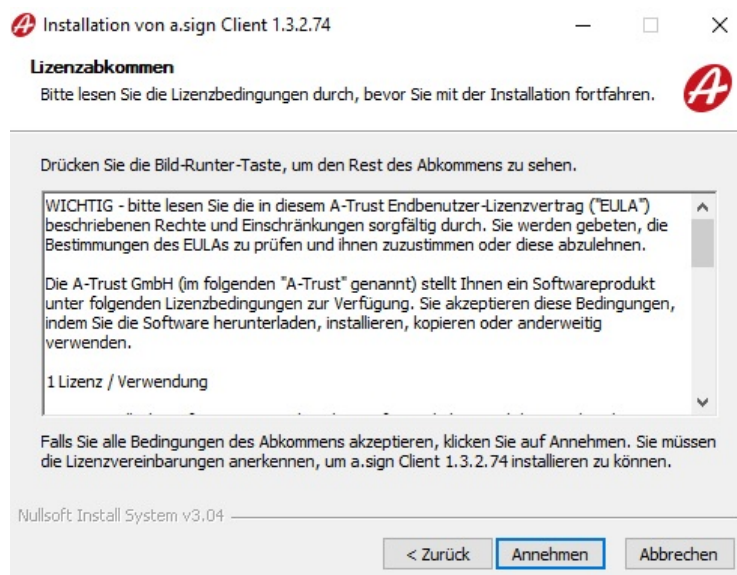 Installation von a.sign Client 1.3.2.74
Lizenzabkommen
Bitte lesen Sie die Lizenzbedingungen durch, bevor Sie mit der Installation fortfahren.
Drücken Sie die Bild-Runter-Taste, um den Rest des Abkommens zu sehen.
WICHTIG - bitte lesen Sie die in diesem A-Trust Endbenutzer-Lizenzvertrag ("EULA")
beschriebenen Rechte und Einschränkungen sorgfältig durch. Sie werden gebeten, die
Bestimmungen des EULAs zu prüfen und ihnen zuzustimmen oder diese abzulehnen.
Die A-Trust GmbH (im folgenden "A-Trust" genannt) stellt Ihnen ein Softwareprodukt
unter folgenden Lizenzbedingungen zur Verfügung. Sie akzeptieren diese Bedingungen,
indem Sie die Software herunterladen, installieren, kopieren oder anderweitig
verwenden.
1 Lizenz / Verwendung
Falls Sie alle Bedingungen des Abkommens akzeptieren, klicken Sie auf Annehmen. Sie müssen
die Lizenzvereinbarungen anerkennen, um a.sign Client 1.3.2.74 installieren zu können.
Nullsoft Install System v3.04
< Zurück
Annehmen
Abbrechen